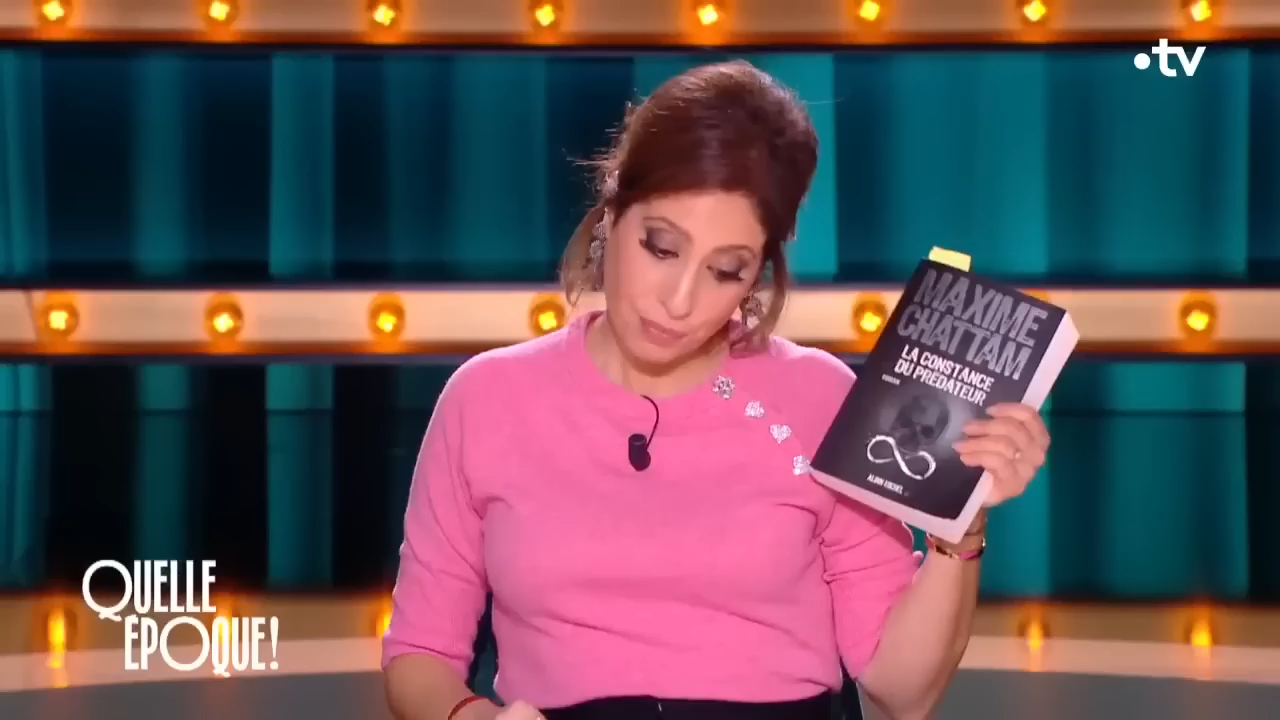 •tv
MAXIME
CHATTAM
LA CONSTANCE
DU PRÉDATEUR
ROMAN
ALBIN MICHEL
QUELLE
ÉPOQUE!